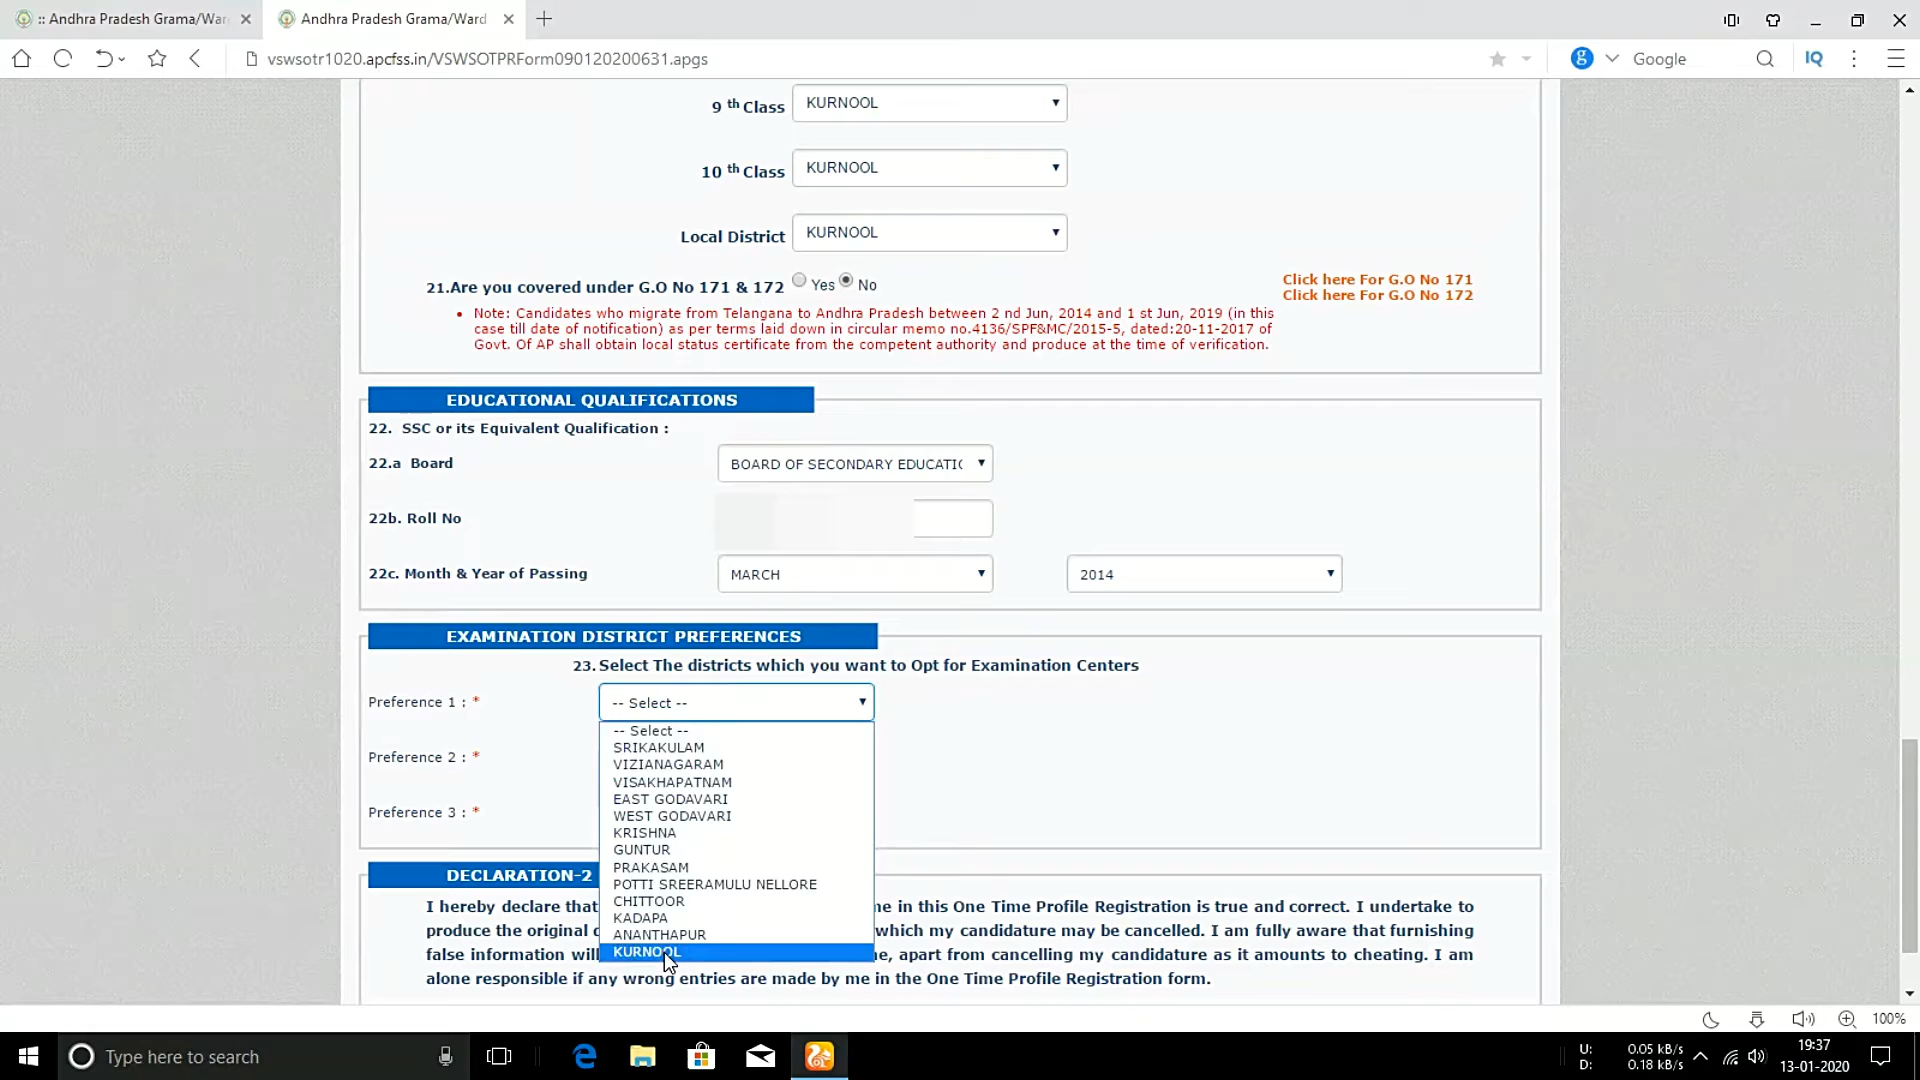 :: Andhra Pradesh Grama/War
Andhra Pradesh Grama/Ward
vswsotr1020.apcfss.in/VSWSOTPRForm090120200631.apgs
Google
IQ
9 th Class KURNOOL
10 th Class KURNOOL
Local District KURNOOL
21.Are you covered under G.O No 171 & 172 Yes No
Click here For G.O No 171
Click here For G.O No 172
Note: Candidates who migrate from Telangana to Andhra Pradesh between 2 nd Jun, 2014 and 1 st Jun, 2019 (in this
case till date of notification) as per terms laid down in circular memo no.4136/SPF&MC/2015-5, dated:20-11-2017 of
Govt. Of AP shall obtain local status certificate from the competent authority and produce at the time of verification.
EDUCATIONAL QUALIFICATIONS
22. SSC or its Equivalent Qualification :
22.a Board BOARD OF SECONDARY EDUCATI
22b. Roll No
22c. Month & Year of Passing MARCH 2014
EXAMINATION DISTRICT PREFERENCES
23. Select The districts which you want to Opt for Examination Centers
Preference 1 : * -- Select --
-- Select --
SRIKAKULAM
VIZIANAGARAM
Preference 2 : *
VISAKHAPATNAM
EAST GODAVARI
Preference 3 : *
WEST GODAVARI
KRISHNA
GUNTUR
PRAKASAM
POTTI SREERAMULU NELLORE
CHITTOOR
KADAPA
ANANTHAPUR
KURNOOL
DECLARATION-2
I hereby declare that ne in this One Time Profile Registration is true and correct. I undertake to
produce the original which my candidature may be cancelled. I am fully aware that furnishing
false information will e, apart from cancelling my candidature as it amounts to cheating. I am
alone responsible if any wrong entries are made by me in the One Time Profile Registration form.
100%
Type here to search
U: 0.05 kB/s
D: 0.18 kB/s
19:37
13-01-2020